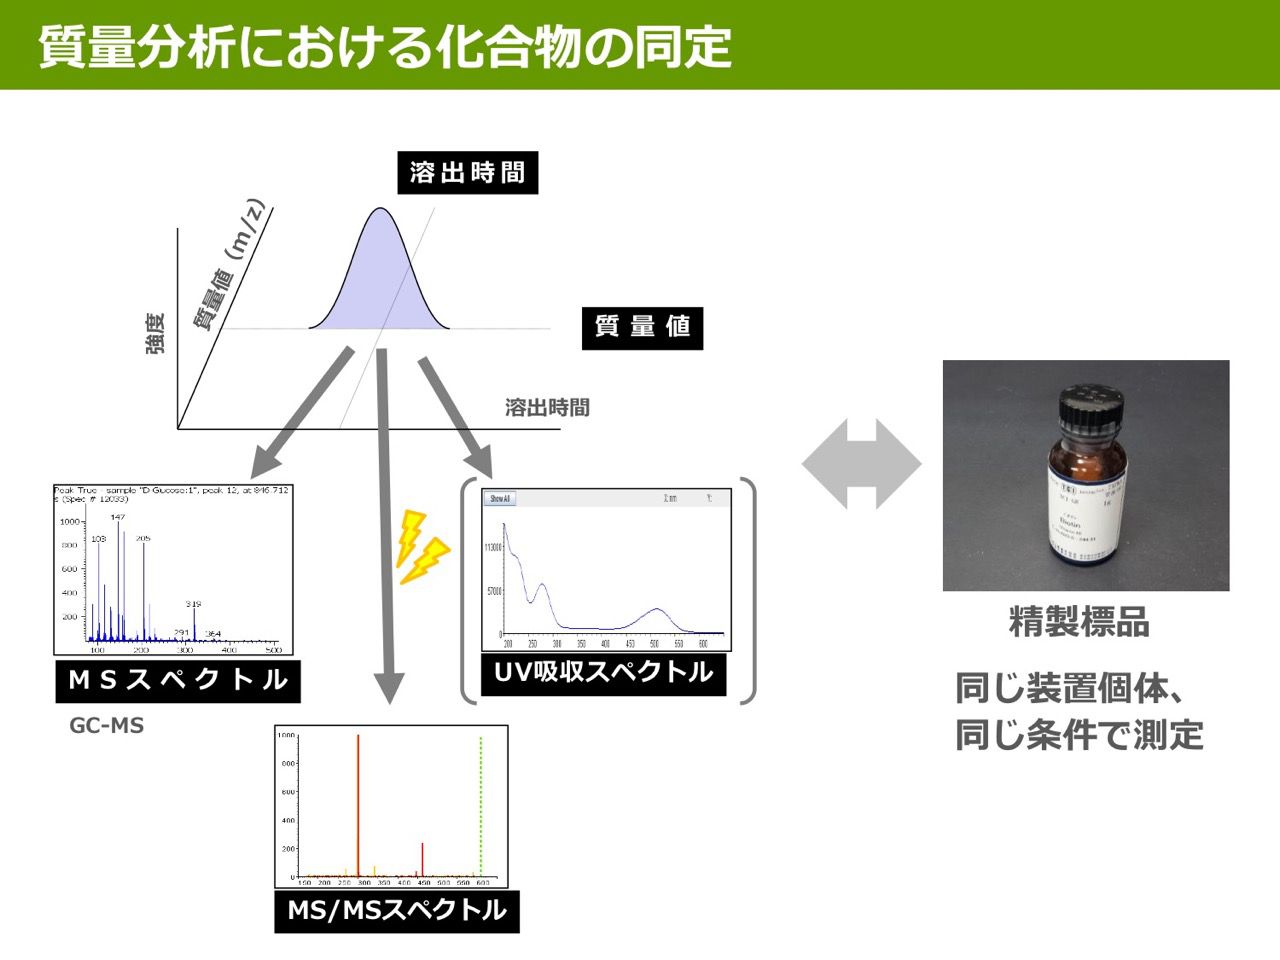 質量分析における化合物の同定
溶出時間
質量値（m/z）
強度
質量値
溶出時間
Peak True - sample "D-Glucose:1", peak 12, at 846.712
s (Spec # 12033)
1000
800
600
400
200
147
103
205
319
291
364
100 200 300 400 500
MSスペクトル
GC-MS
Show All
113000
57000
200 250 300 350 400 450 500 550 600
UV吸収スペクトル
1000
800
600
400
200
0
150 200 250 300 350 400 450 500 550 600
MS/MSスペクトル
Biotin
精製標品
同じ装置個体、
同じ条件で測定